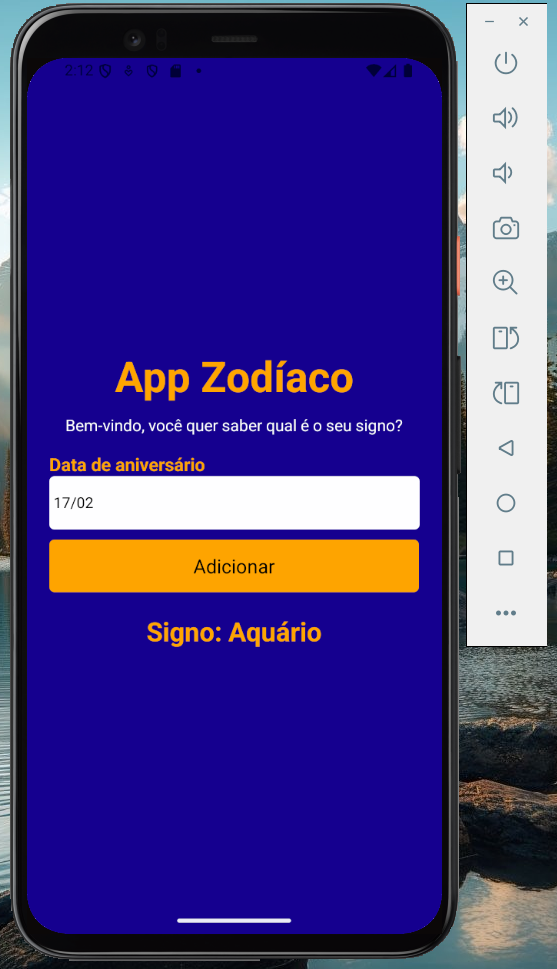 2:12
App Zodíaco
Bem-vindo, você quer saber qual é o seu signo?
Data de aniversário
17/02
Adicionar
Signo: Aquário